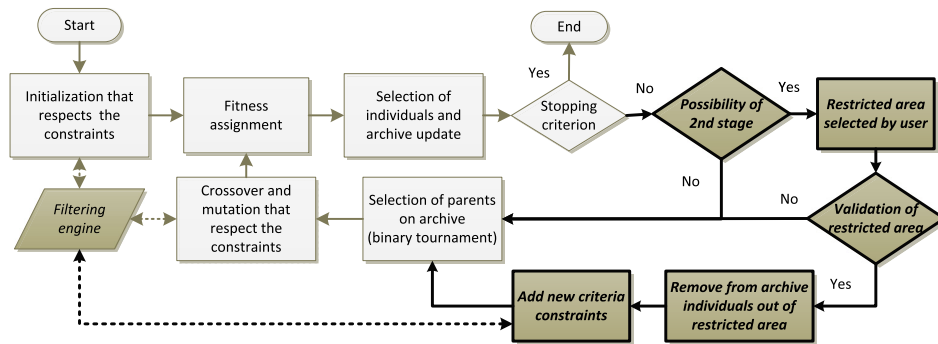 Start
End
Initialization that
respects the
constraints
Fitness
assignment
Selection of
individuals and
archive update
Yes
Stopping
criterion
No
Possibility of
2nd stage
Yes
Restricted area
selected by user
No
Filtering
engine
Crossover and
mutation that
respect the
constraints
Selection of parents
on archive
(binary tournament)
No
Validation of
restricted area
Yes
Add new criteria
constraints
Remove from archive
individuals out of
restricted area